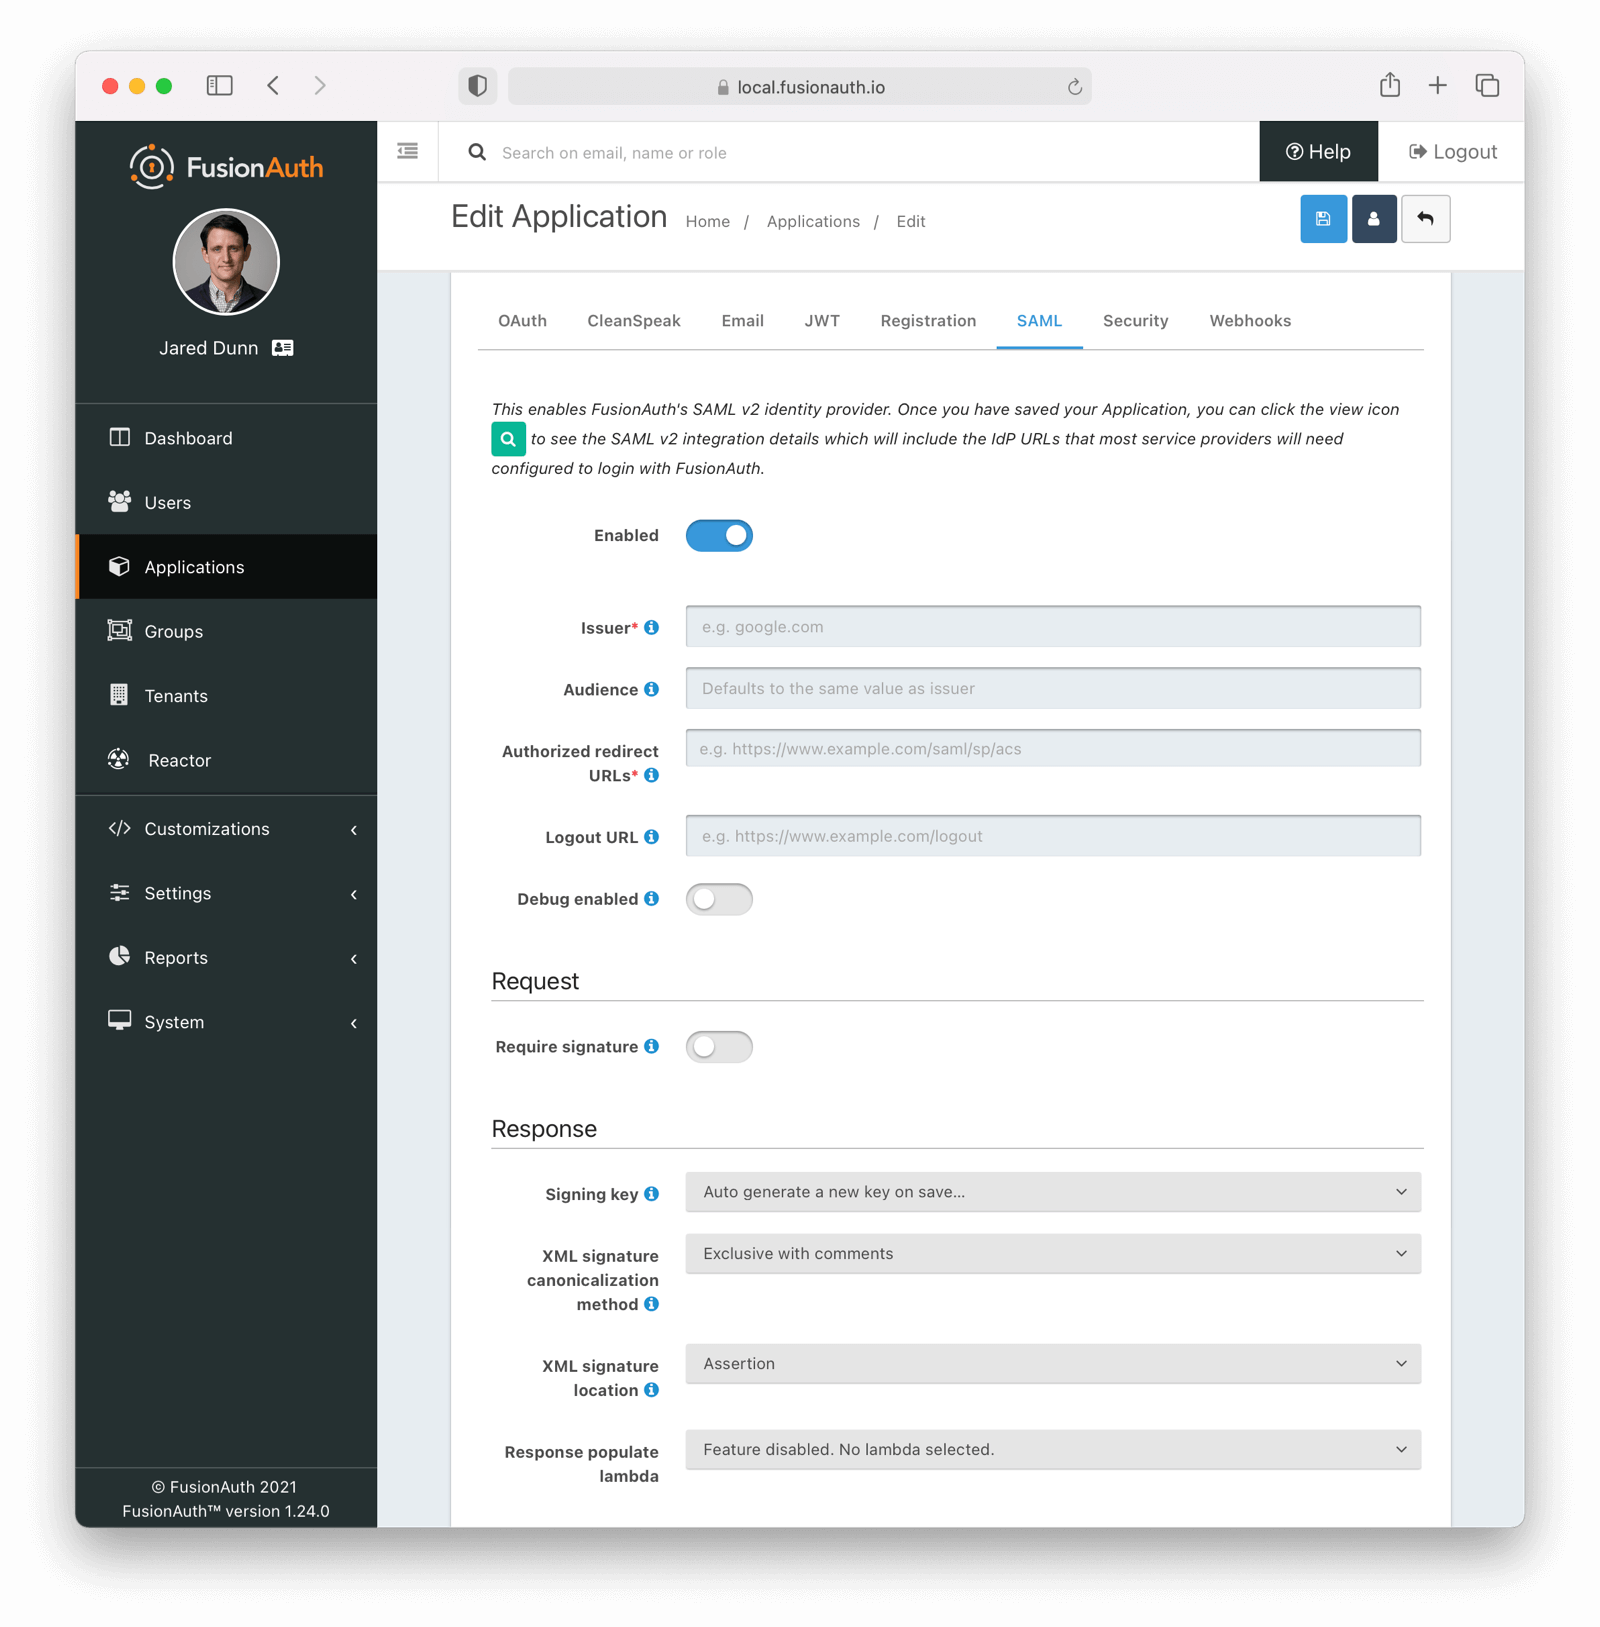 local.fusionauth.io
FusionAuth
Search on email, name or role
Help
Logout
Edit Application
Home / Applications / Edit
Jared Dunn
Dashboard
Users
Applications
Groups
Tenants
Reactor
Customizations
Settings
Reports
System
© FusionAuth 2021
FusionAuth™ version 1.24.0
OAuth CleanSpeak Email JWT Registration SAML Security Webhooks
This enables FusionAuth's SAML v2 identity provider. Once you have saved your Application, you can click the view icon
to see the SAML v2 integration details which will include the IdP URLs that most service providers will need
configured to login with FusionAuth.
Enabled
Issuer* e.g. google.com
Audience Defaults to the same value as issuer
Authorized redirect
URLs* e.g. https://www.example.com/saml/sp/acs
Logout URL e.g. https://www.example.com/logout
Debug enabled
Request
Require signature
Response
Signing key Auto generate a new key on save...
XML signature
canonicalization
method Exclusive with comments
XML signature
location Assertion
Response populate
lambda Feature disabled. No lambda selected.